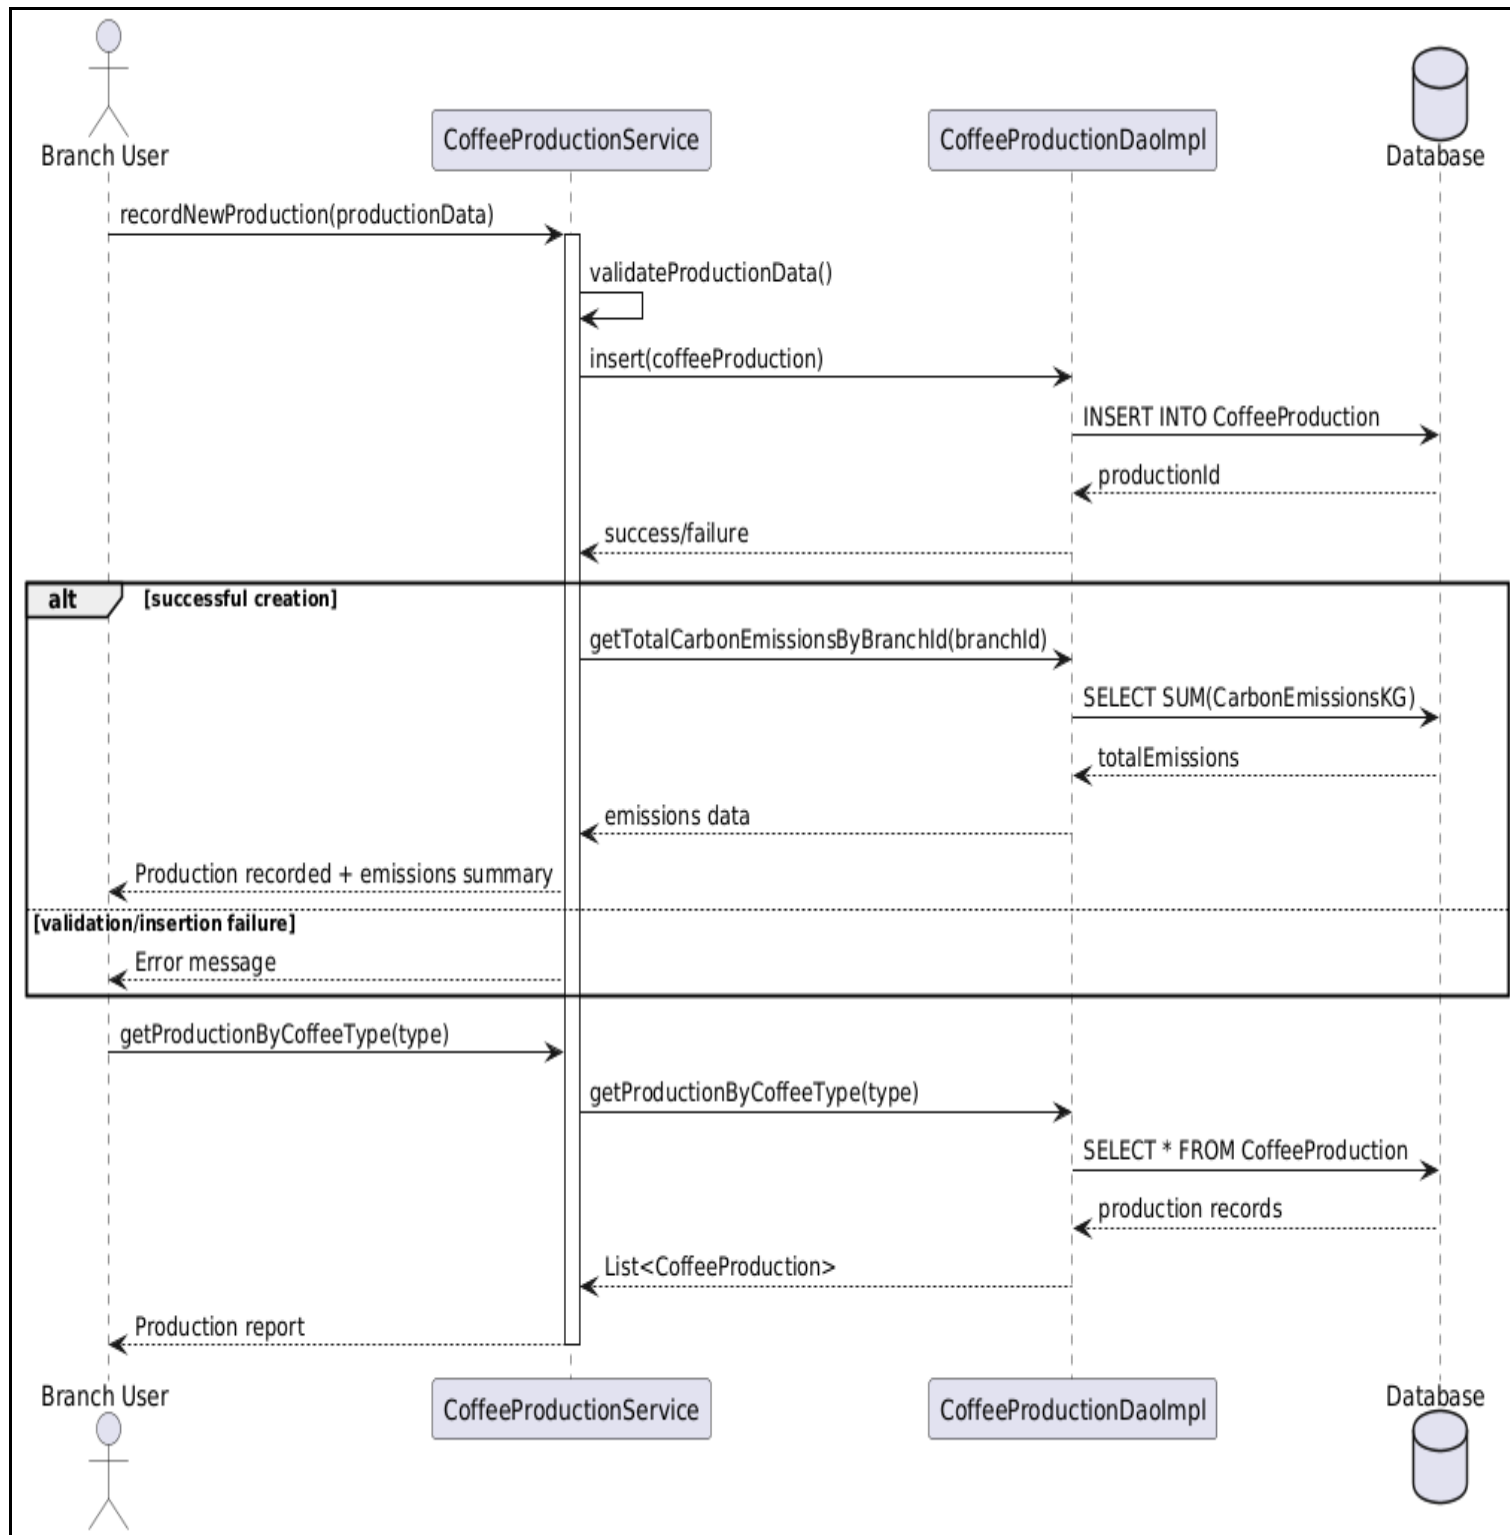 Branch User
CoffeeProductionService
CoffeeProductionDaoImpl
Database
recordNewProduction(productionData)
validateProductionData()
insert(coffeeProduction)
INSERT INTO CoffeeProduction
productionId
success/failure
alt [successful creation]
getTotalCarbonEmissionsByBranchId(branchId)
SELECT SUM(CarbonEmissionsKG)
totalEmissions
emissions data
Production recorded + emissions summary
[validation/insertion failure]
Error message
getProductionByCoffeeType(type)
getProductionByCoffeeType(type)
SELECT * FROM CoffeeProduction
production records
List<CoffeeProduction>
Production report
Branch User
CoffeeProductionService
CoffeeProductionDaoImpl
Database